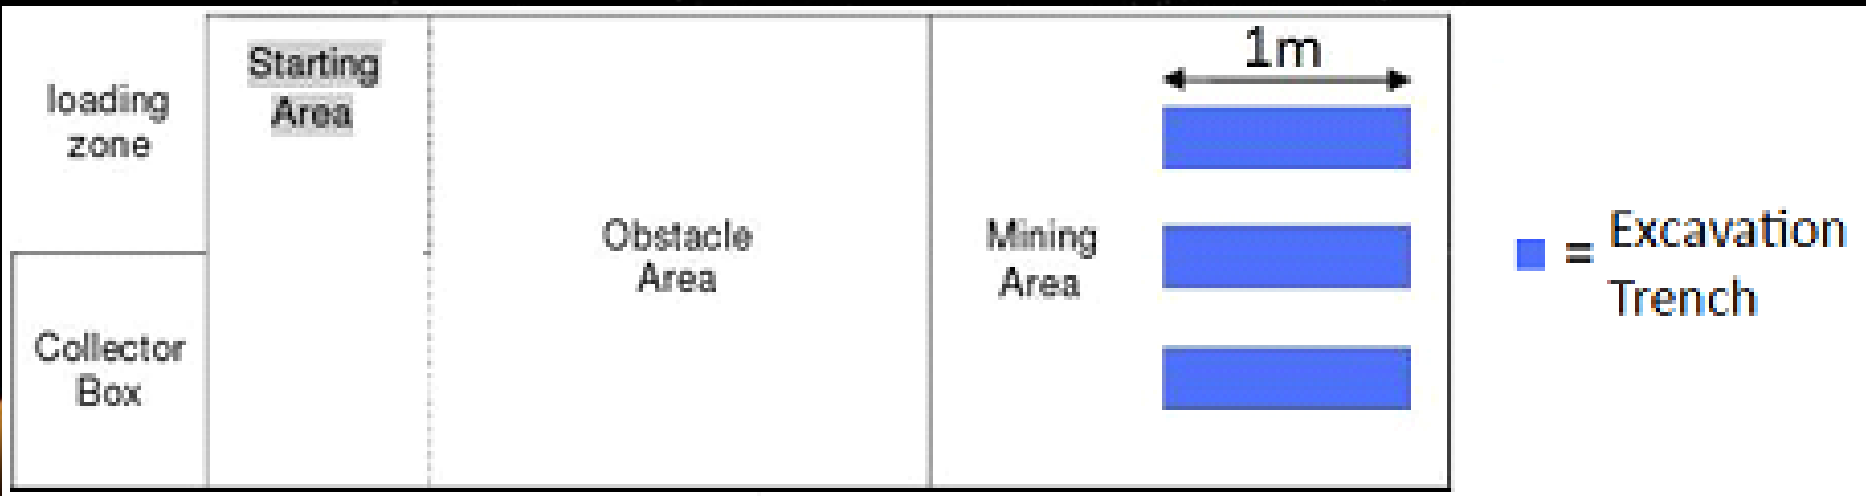 loading
zone
Starting
Area
Collector
Box
Obstacle
Area
Mining
Area
1m
= Excavation
Trench